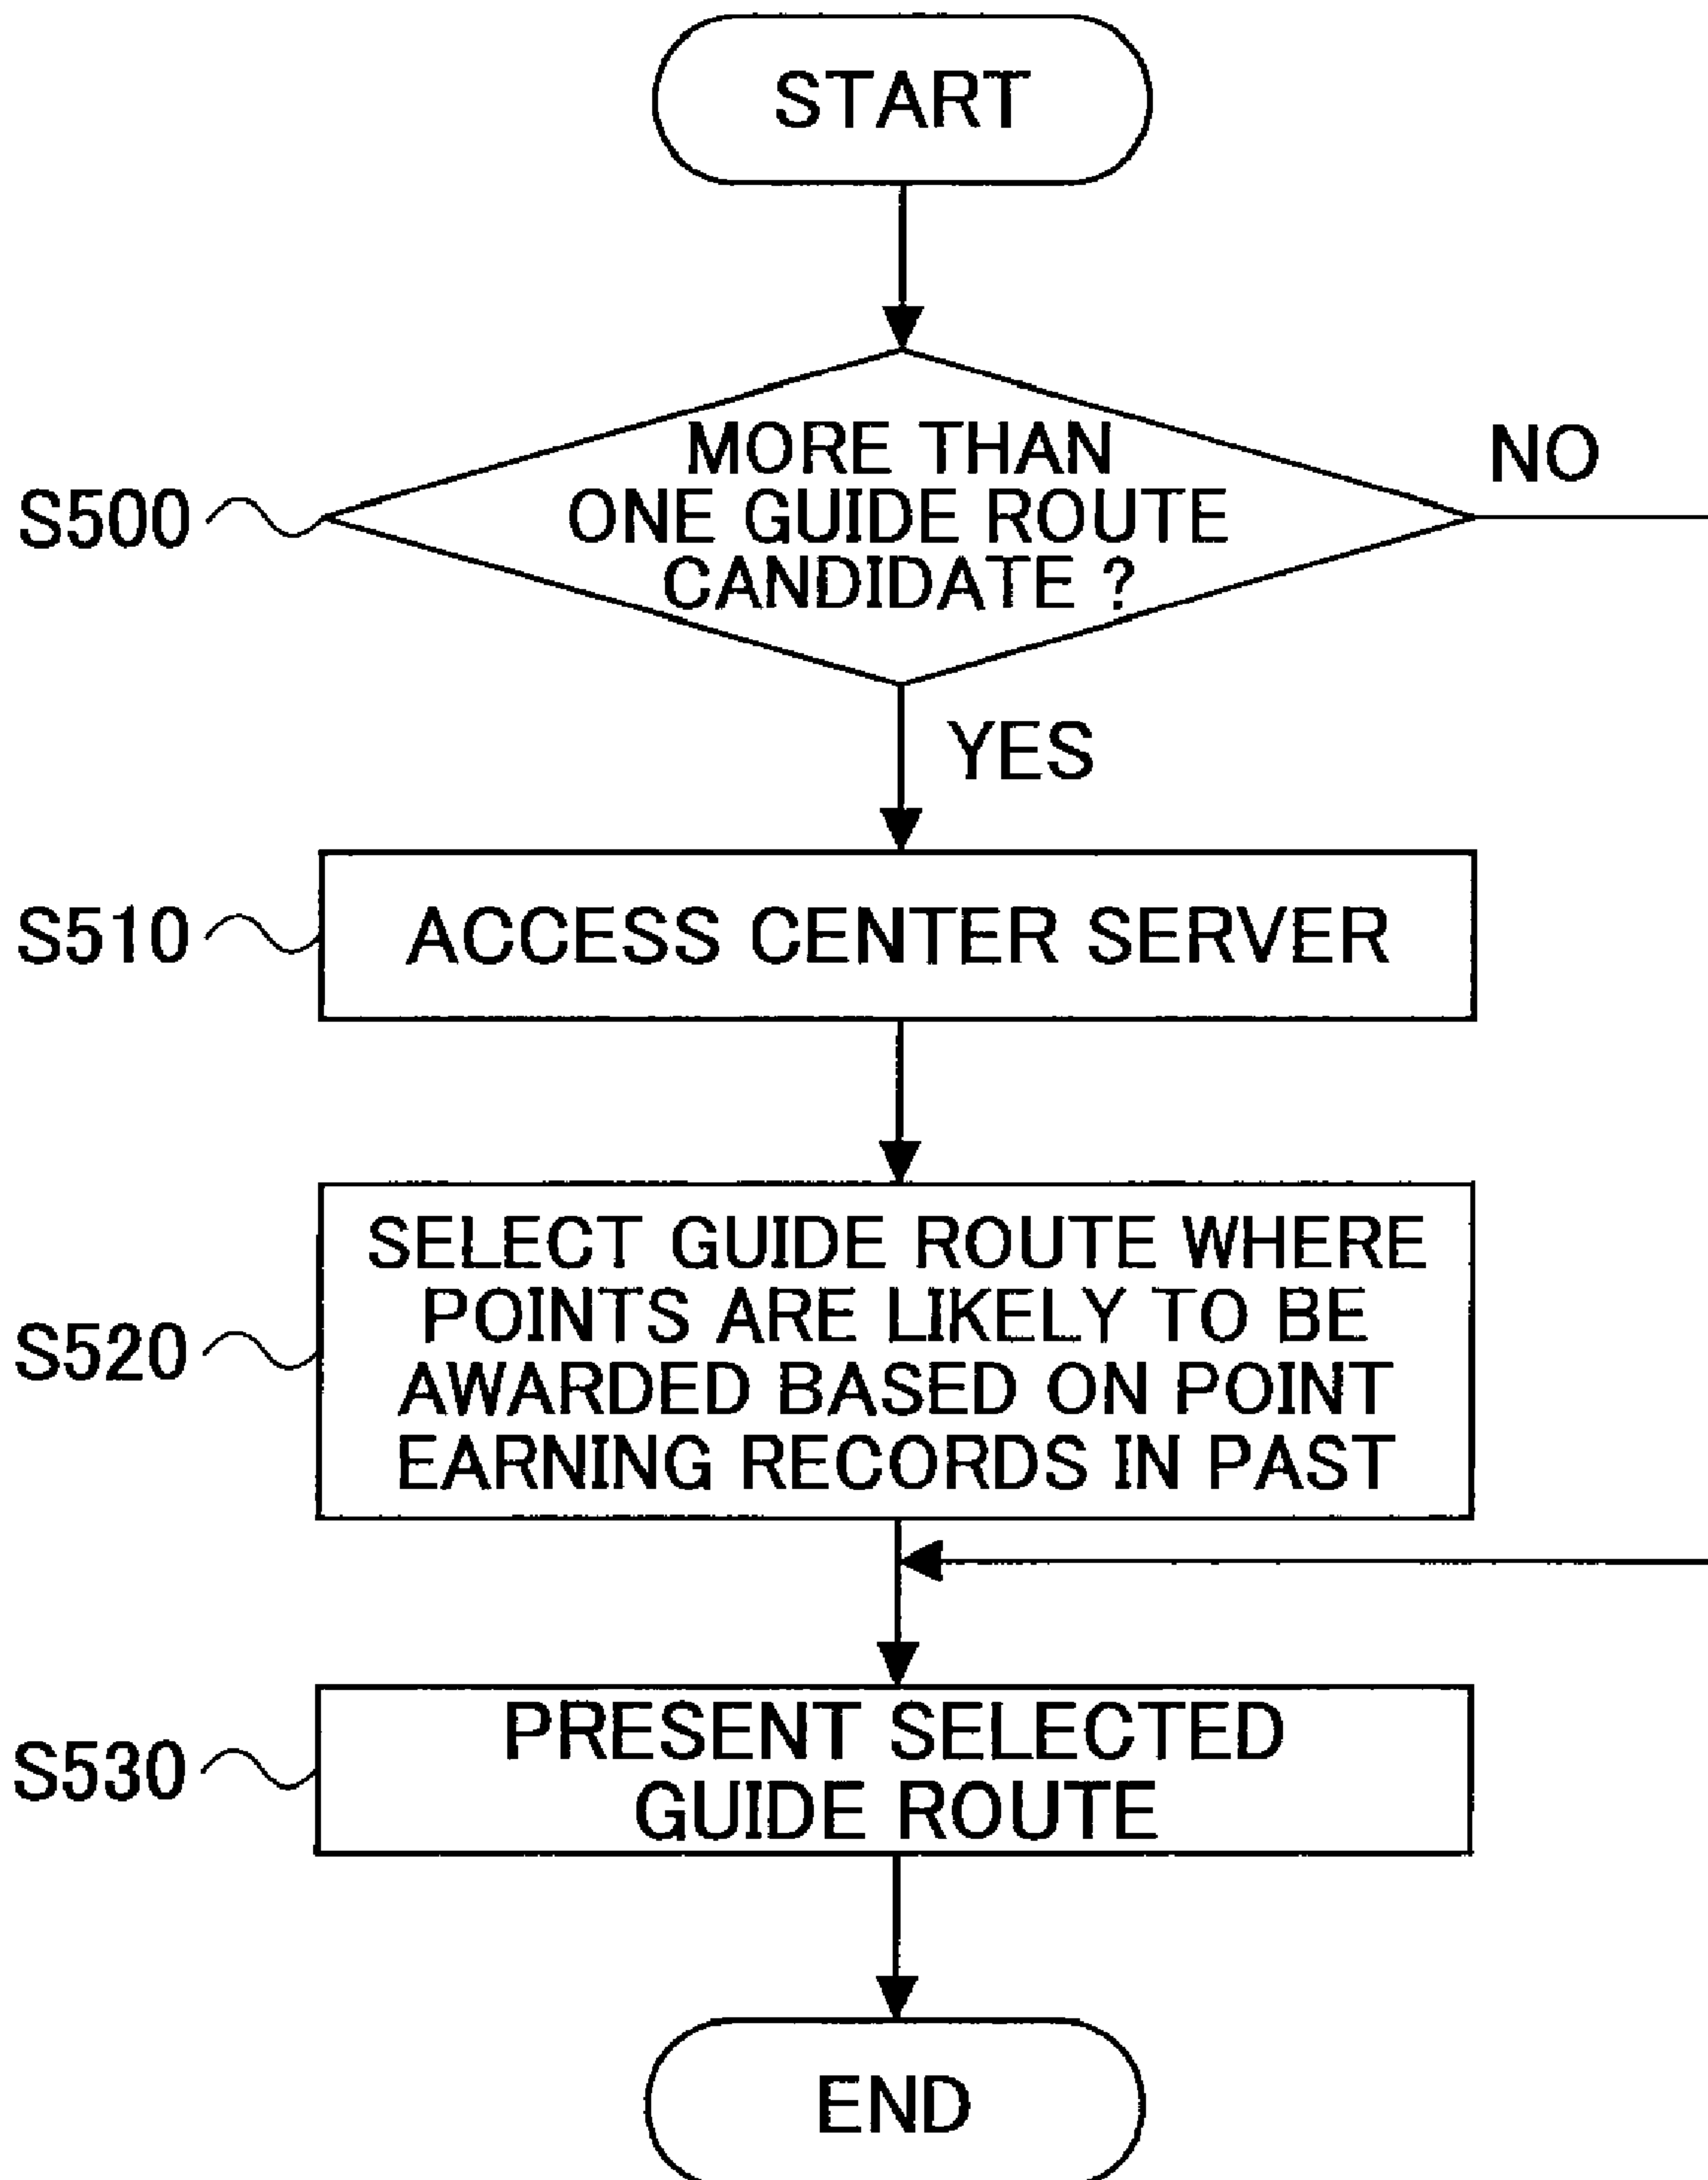 START
MORE THAN
ONE GUIDE ROUTE
CANDIDATE ?
NO
S500
YES
S510
ACCESS CENTER SERVER
S520
SELECT GUIDE ROUTE WHERE
POINTS ARE LIKELY TO BE
AWARDED BASED ON POINT
EARNING RECORDS IN PAST
S530
PRESENT SELECTED
GUIDE ROUTE
END